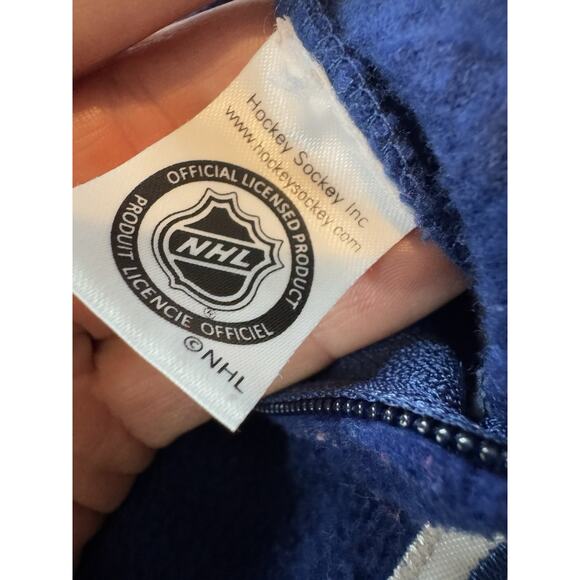 Hockey Sockey Inc
www.hockeysockey.com
OFFICIAL LICENSED PRODUCT
NHL
®
PRODUIT LICENCIE OFFICIEL
©NHL